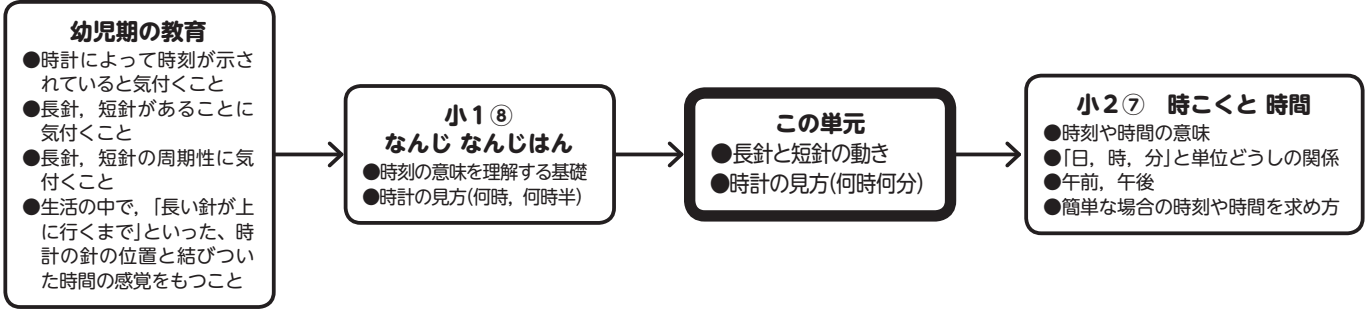 幼児期の教育
●時計によって時刻が示さ
れていると気付くこと
●長針，短針があることに
気付くこと
●長針，短針の周期性に気
付くこと
●生活の中で，「長い針が上
に行くまで」といった、時
計の針の位置と結びつい
た時間の感覚をもつこと
小1⑧
なんじ なんじはん
●時刻の意味を理解する基礎
●時計の見方(何時，何時半)
この単元
●長針と短針の動き
●時計の見方(何時何分)
小2⑦　時こくと 時間
●時刻や時間の意味
●「日，時，分」と単位どうしの関係
●午前，午後
●簡単な場合の時刻や時間を求め方